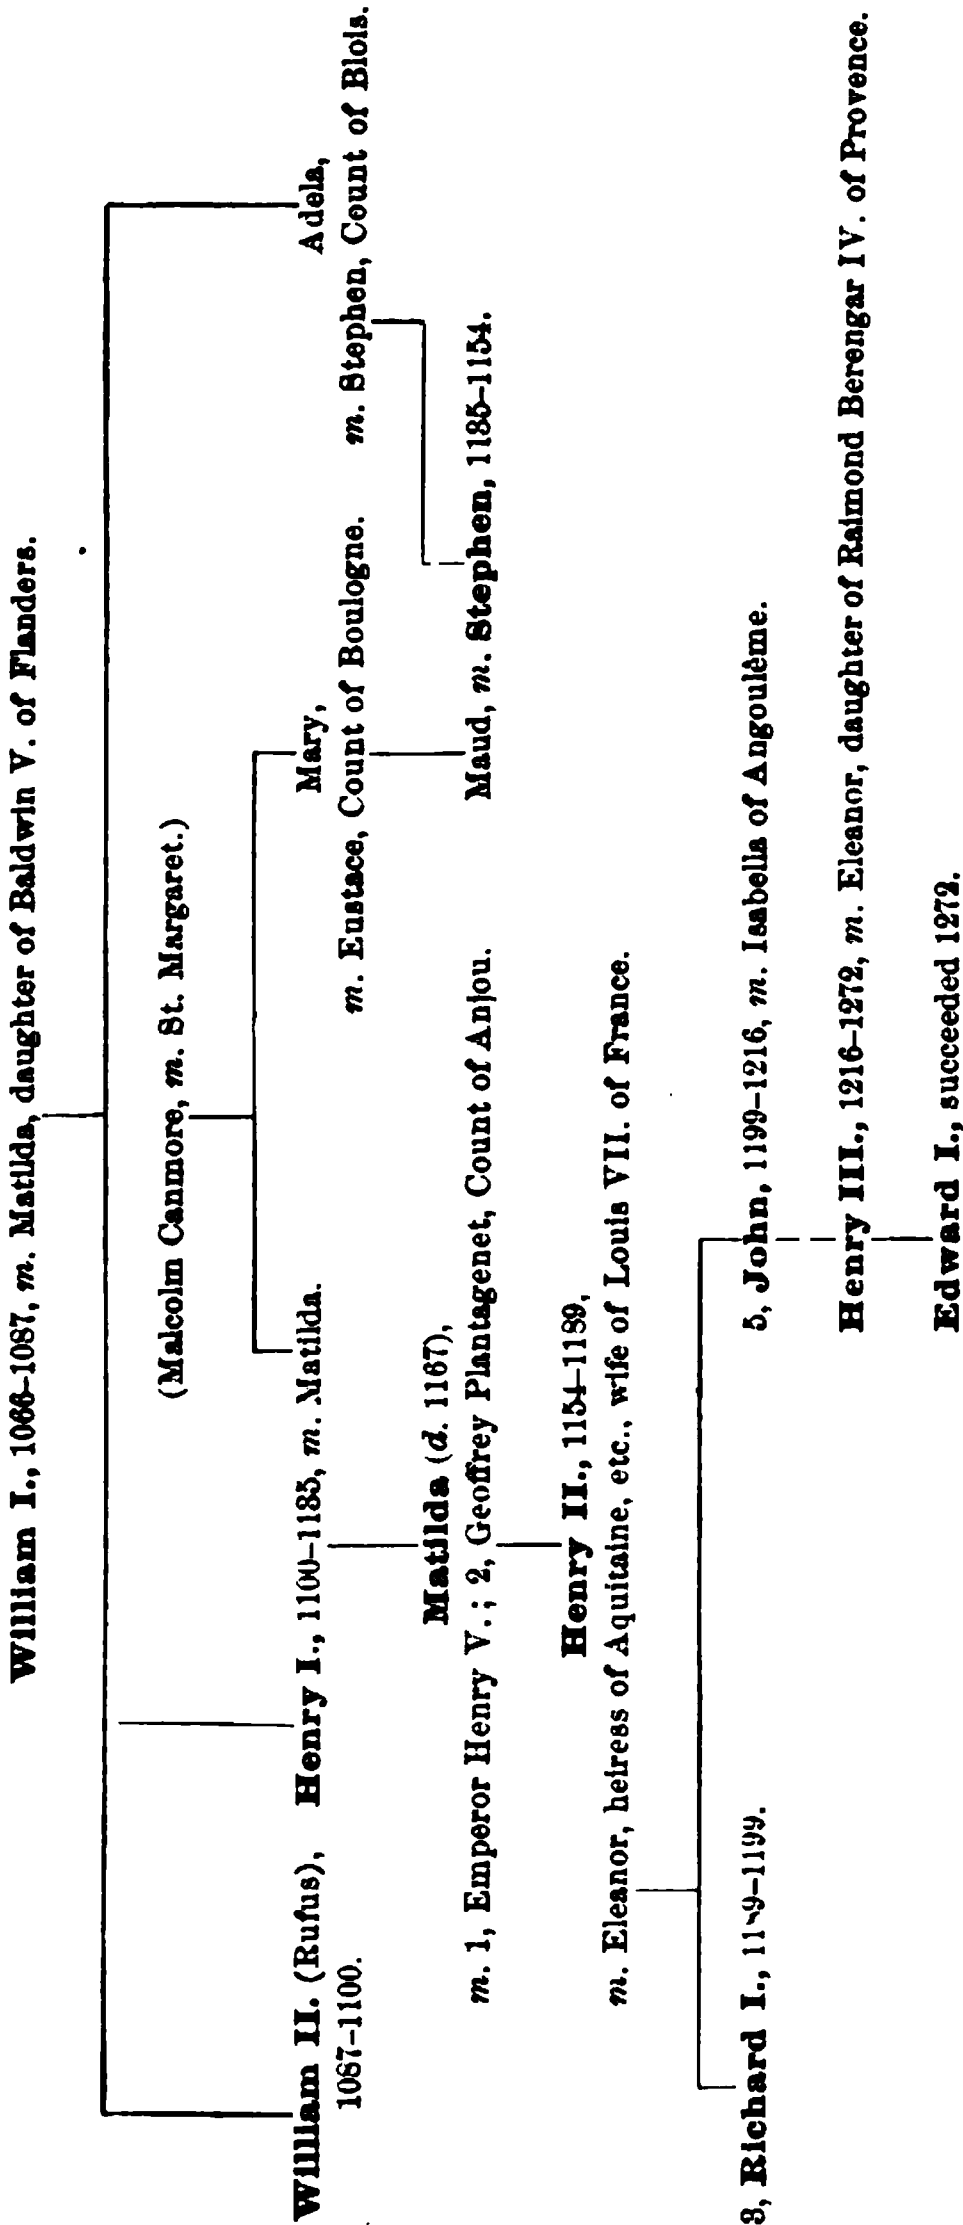 William I., 1066–1087, m. Matilda, daughter of Baldwin V. of Flanders.
(Malcolm Canmore, m. St. Margaret.)
William II. (Rufus),
1087–1100.
Henry I., 1100–1135, m. Matilda.
Mary,
m. Eustace, Count of Boulogne.
Adela,
m. Stephen, Count of Blois.
Matilda (d. 1167),
m. 1, Emperor Henry V.; 2, Geoffrey Plantagenet, Count of Anjou.
Maud, m. Stephen, 1135–1154.
Henry II., 1154–1189,
m. Eleanor, heiress of Aquitaine, etc., wife of Louis VII. of France.
3, Richard I., 1189–1199.
5, John, 1199–1216, m. Isabella of Angoulême.
Henry III., 1216–1272, m. Eleanor, daughter of Raimond Berengar IV. of Provence.
Edward I., succeeded 1272.